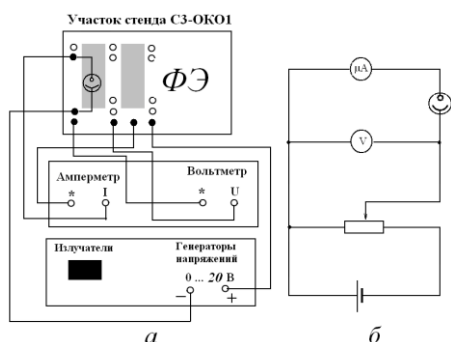 Участок стенда С3-ОКО1
ФЭ
Амперметр
Вольтметр
* I
* U
Излучатели
Генераторы
напряжений
0 ... 20 В
− +
μA
V
а
б